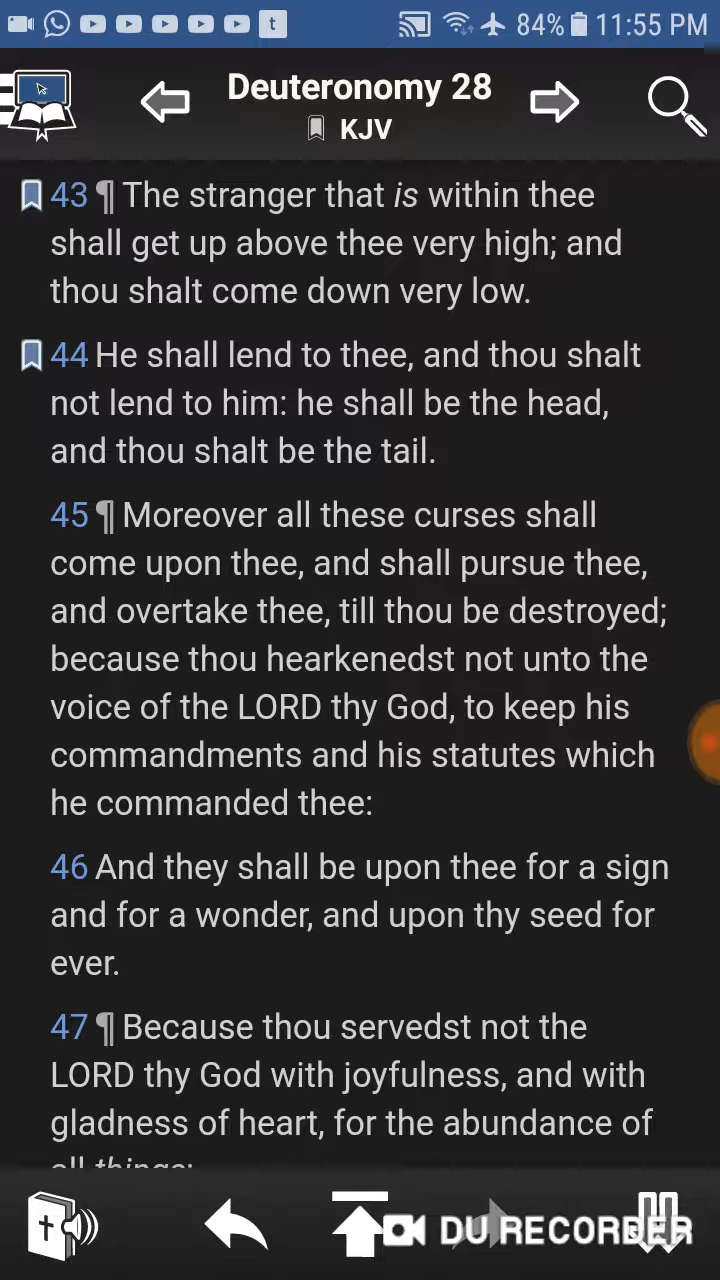 t 84% 11:55 PM
Deuteronomy 28
KJV
43 ¶ The stranger that is within thee
shall get up above thee very high; and
thou shalt come down very low.
44 He shall lend to thee, and thou shalt
not lend to him: he shall be the head,
and thou shalt be the tail.
45 ¶ Moreover all these curses shall
come upon thee, and shall pursue thee,
and overtake thee, till thou be destroyed;
because thou hearkenedst not unto the
voice of the LORD thy God, to keep his
commandments and his statutes which
he commanded thee:
46 And they shall be upon thee for a sign
and for a wonder, and upon thy seed for
ever.
47 ¶ Because thou servedst not the
LORD thy God with joyfulness, and with
gladness of heart, for the abundance of
all things;
DU RECORDER